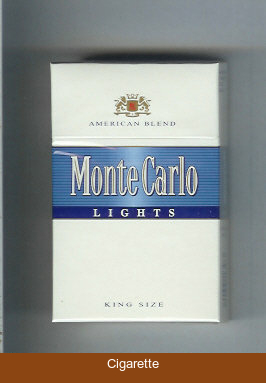 AMERICAN BLEND
Monte Carlo
LIGHTS
KING SIZE
Cigarette